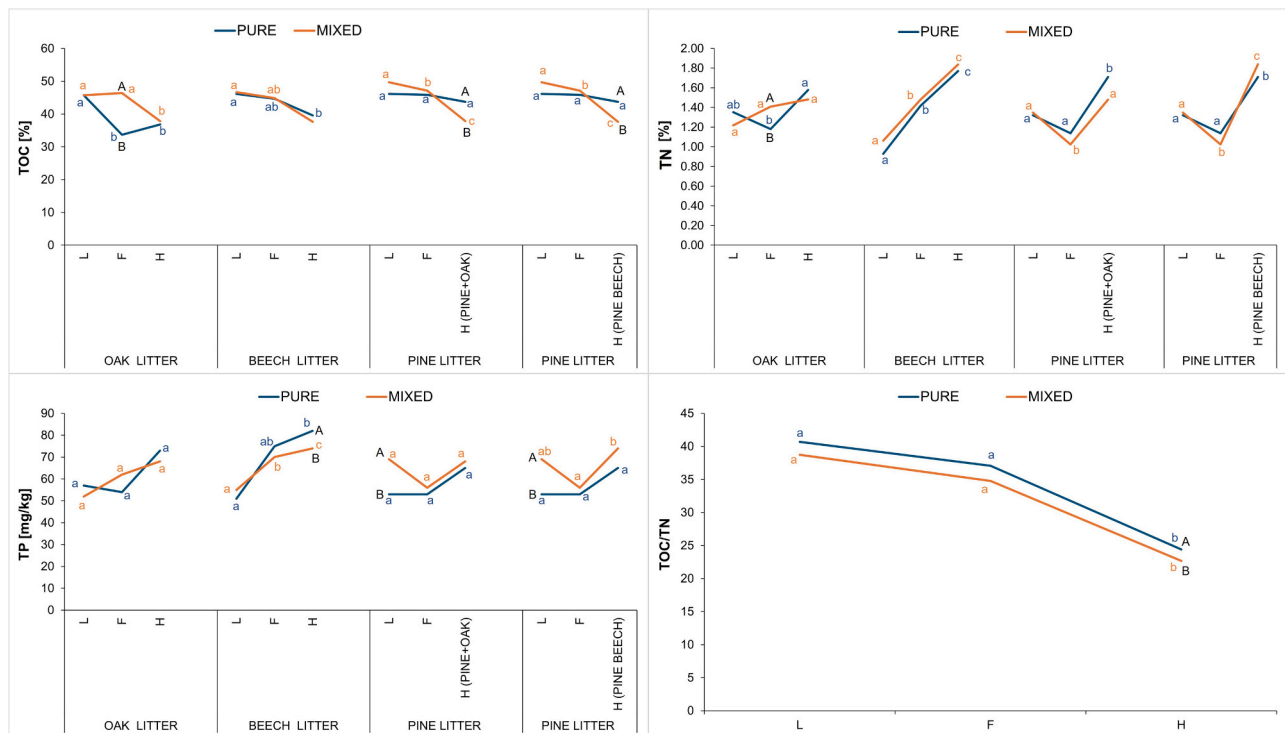 PURE MIXED
TOC [%]
60
50
40
30
20
10
0
a a A a b
a b B b
a ab
a ab b
a b A
a a a
B c
a b A
a a a
B c
L F H L F H L F H (PINE+OAK) L F H (PINE BEECH)
OAK LITTER BEECH LITTER PINE LITTER PINE LITTER
PURE MIXED
TN [%]
2.00
1.80
1.60
1.40
1.20
1.00
0.80
0.60
0.40
0.20
0.00
ab a A b a
a B a
a b c
a b c
a a b
a b a
a a c
a b b
L F H L F H L F H (PINE+OAK) L F H (PINE BEECH)
OAK LITTER BEECH LITTER PINE LITTER PINE LITTER
PURE MIXED
TP [mg/kg]
90
80
70
60
50
40
30
20
10
0
a a a
a a a
a ab b A
a b c B
A a a a
B a a a
A ab a b
B a a a
L F H L F H L F H (PINE+OAK) L F H (PINE BEECH)
OAK LITTER BEECH LITTER PINE LITTER PINE LITTER
PURE MIXED
TOC/TN
45
40
35
30
25
20
15
10
5
0
a a b A
a a b B
L F H